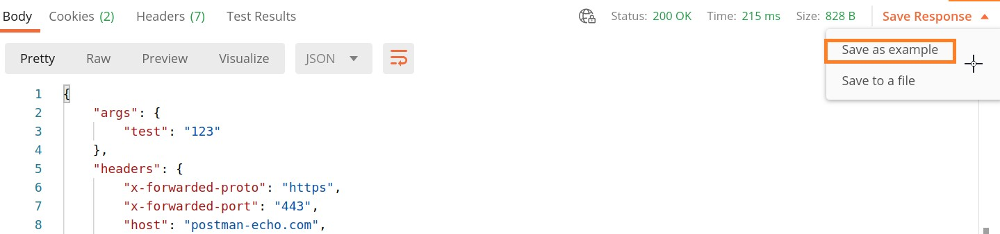 Body Cookies (2) Headers (7) Test Results Status: 200 OK Time: 215 ms Size: 828 B Save Response
Save as example
Save to a file
Pretty Raw Preview Visualize JSON
1 {
2 "args": {
3 "test": "123"
4 },
5 "headers": {
6 "x-forwarded-proto": "https",
7 "x-forwarded-port": "443",
8 "host": "postman-echo.com",